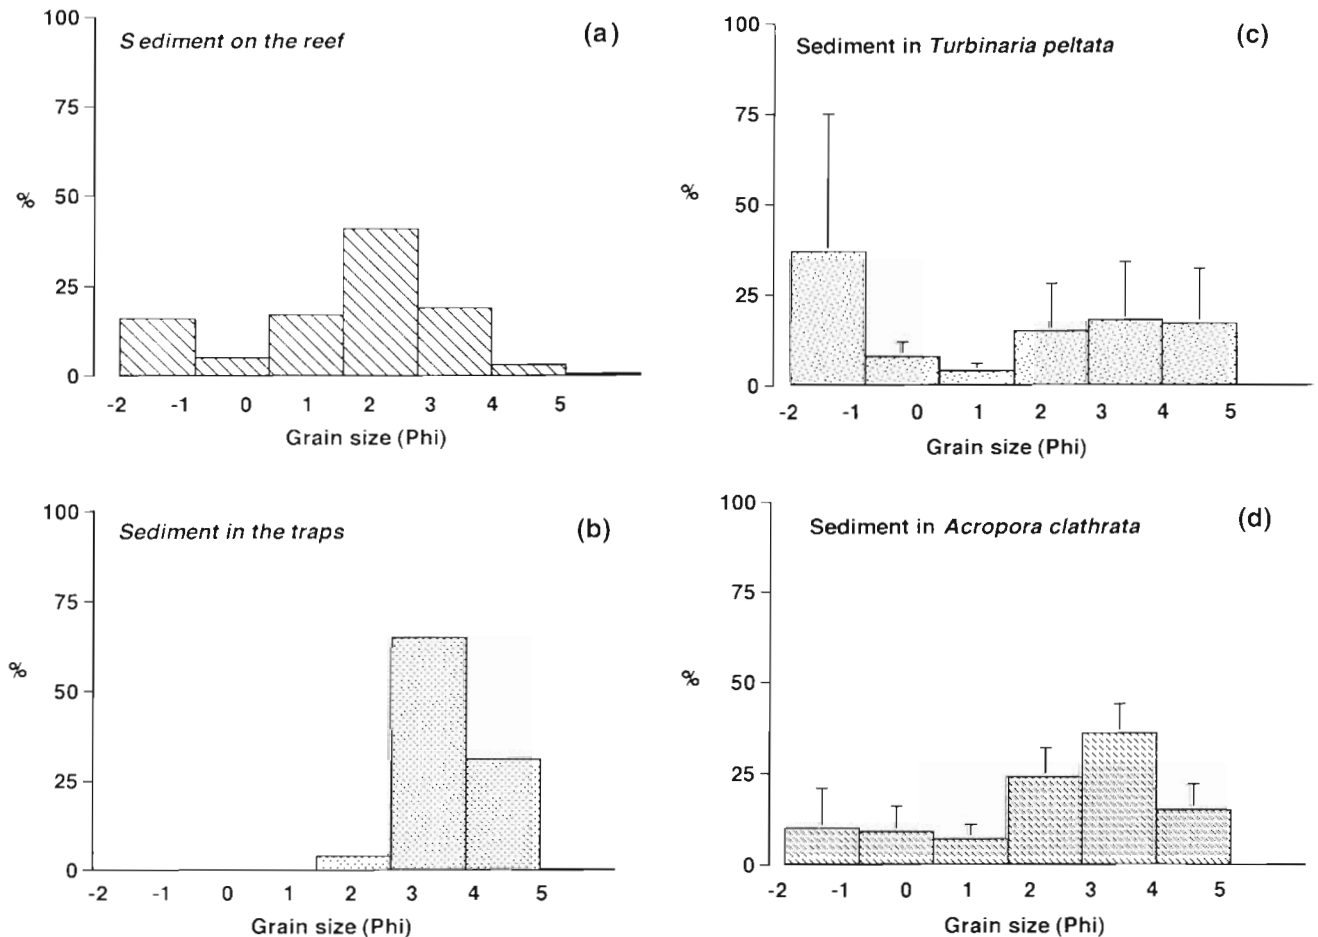 100
75
50
25
0
%
Sediment on the reef
(a)
-2 -1 0 1 2 3 4 5
Grain size (Phi)
100
75
50
25
0
%
Sediment in Turbinaria peltata
(c)
-2 -1 0 1 2 3 4 5
Grain size (Phi)
100
75
50
25
0
%
Sediment in the traps
(b)
-2 -1 0 1 2 3 4 5
Grain size (Phi)
100
75
50
25
0
%
Sediment in Acropora clathrata
(d)
-2 -1 0 1 2 3 4 5
Grain size (Phi)